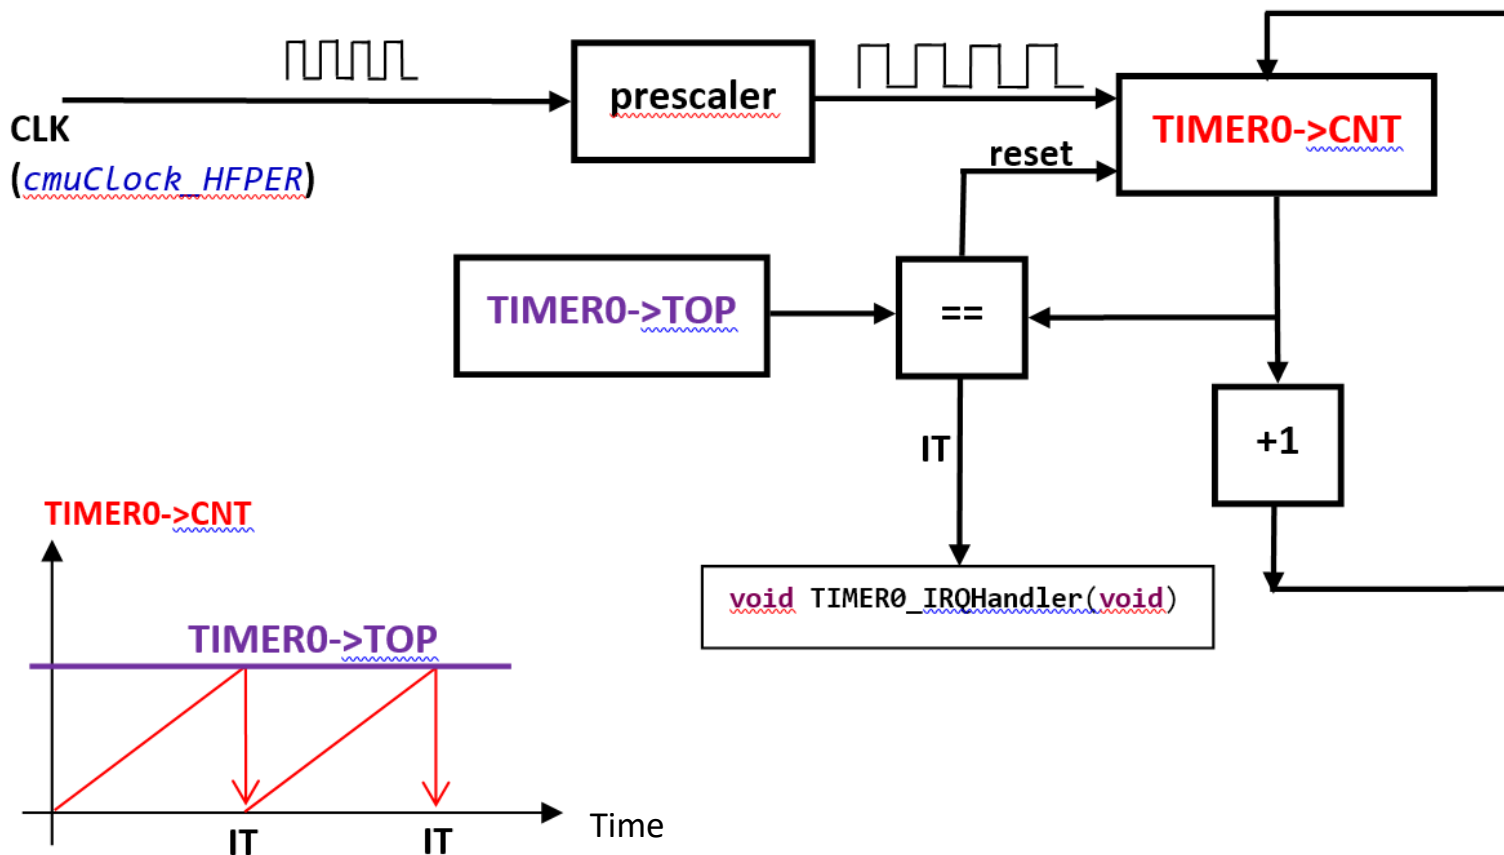 prescaler
CLK
(cmuClock_HFPER)
TIMER0->CNT
reset
TIMER0->TOP
==
+1
IT
void TIMER0_IRQHandler(void)
TIMER0->CNT
TIMER0->TOP
IT
IT
Time